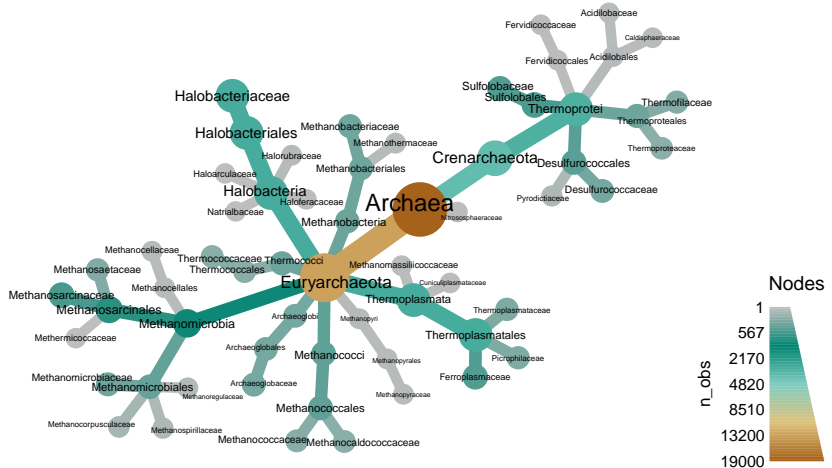 Acidilobaceae
Fervidicoccaceae
Caldisphaeraceae
Fervidicoccales
Acidilobales
Sulfolobaceae
Sulfolobales
Thermoprotei
Thermofilaceae
Thermoproteales
Thermoproteaceae
Halobacteriaceae
Halobacteriales
Methanobacteriaceae
Methanothermaceae
Halorubraceae
Haloarculaceae
Methanobacteriales
Crenarchaeota
Desulfurococcales
Desulfurococcaceae
Pyrodictiaceae
Halobacteria
Haloferacaceae
Natrialbaceae
Archaea
Nitrososphaeraceae
Methanobacteria
Methanocellaceae
Thermococcaceae
Thermococci
Thermococcales
Methanomassiliicoccaceae
Methanosaetaceae
Methanocellales
Euryarchaeota
Cuniculiplasmataceae
Methanosarcinaceae
Methanosarcinales
Thermoplasmata
Methanomicrobia
Archaeoglobi
Methanopyri
Thermoplasmataceae
Methermicoccaceae
Thermoplasmatales
Archaeoglobales
Methanococci
Methanopyrales
Picrophilaceae
Methanomicrobiaceae
Methanomicrobiales
Archaeoglobaceae
Ferroplasmaceae
Methanoregulaceae
Methanopyraceae
Methanococcales
Methanocorpusculaceae
Methanospirillaceae
Methanococcaceae
Methanocaldococcaceae
Nodes
n_obs
1
567
2170
4820
8510
13200
19000